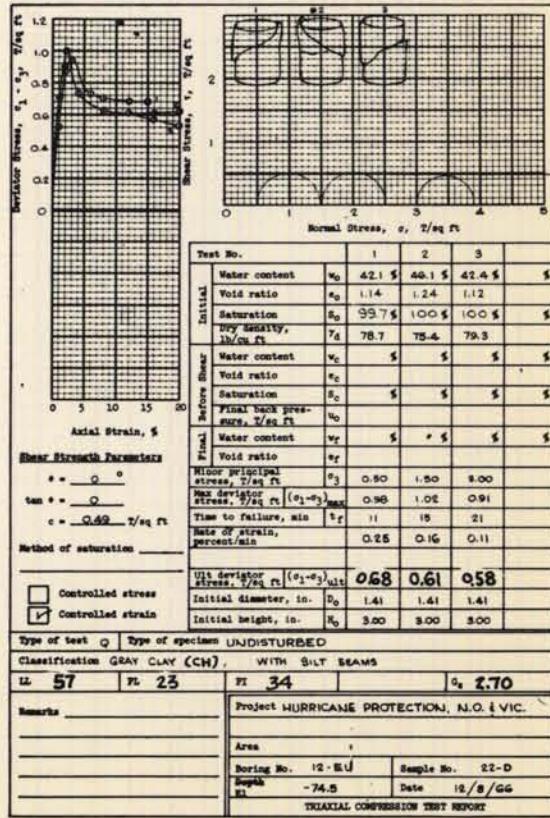 1 2 3
Deviator Stress, σ1 - σ3, T/sq ft
1.2
1.0
0.8
0.6
0.4
0.2
0
0 5 10 15 20
Axial Strain, %
Shear Stress, τ, T/sq ft
2
1
0 1 2 3 4 5
Normal Stress, σ, T/sq ft
Shear Strength Parameters
φ = 0 °
tan φ = 0
c = 0.49 T/sq ft
Method of saturation
Controlled stress
Controlled strain
Test No. 1 2 3
Initial
Water content w0 42.1 % 46.1 % 42.4 % %
Void ratio e0 1.14 1.24 1.12
Saturation S0 99.7 % 100 % 100 % %
Dry density, lb/cu ft γd 78.7 75.4 79.3
Before Shear
Water content wc % % % %
Void ratio ec
Saturation Sc % % % %
Final back pressure, T/sq ft u0
Final
Water content wf % % % %
Void ratio ef
Minor principal stress, T/sq ft σ3 0.50 1.50 3.00
Max deviator stress, T/sq ft (σ1-σ3)max 0.98 1.02 0.91
Time to failure, min tf 11 15 21
Rate of strain, percent/min 0.25 0.16 0.11
Ult deviator stress, T/sq ft (σ1-σ3)ult 0.68 0.61 0.58
Initial diameter, in. D0 1.41 1.41 1.41
Initial height, in. H0 3.00 3.00 3.00
Type of test Q Type of specimen UNDISTURBED
Classification GRAY CLAY (CH), WITH SILT SEAMS
LL 57 PL 23 PI 34 Gs 2.70
Remarks
Project HURRICANE PROTECTION, N.O. & VIC.
Area
Boring No. 12-EU Sample No. 22-D
Depth El -74.5 Date 12/8/66
TRIAXIAL COMPRESSION TEST REPORT